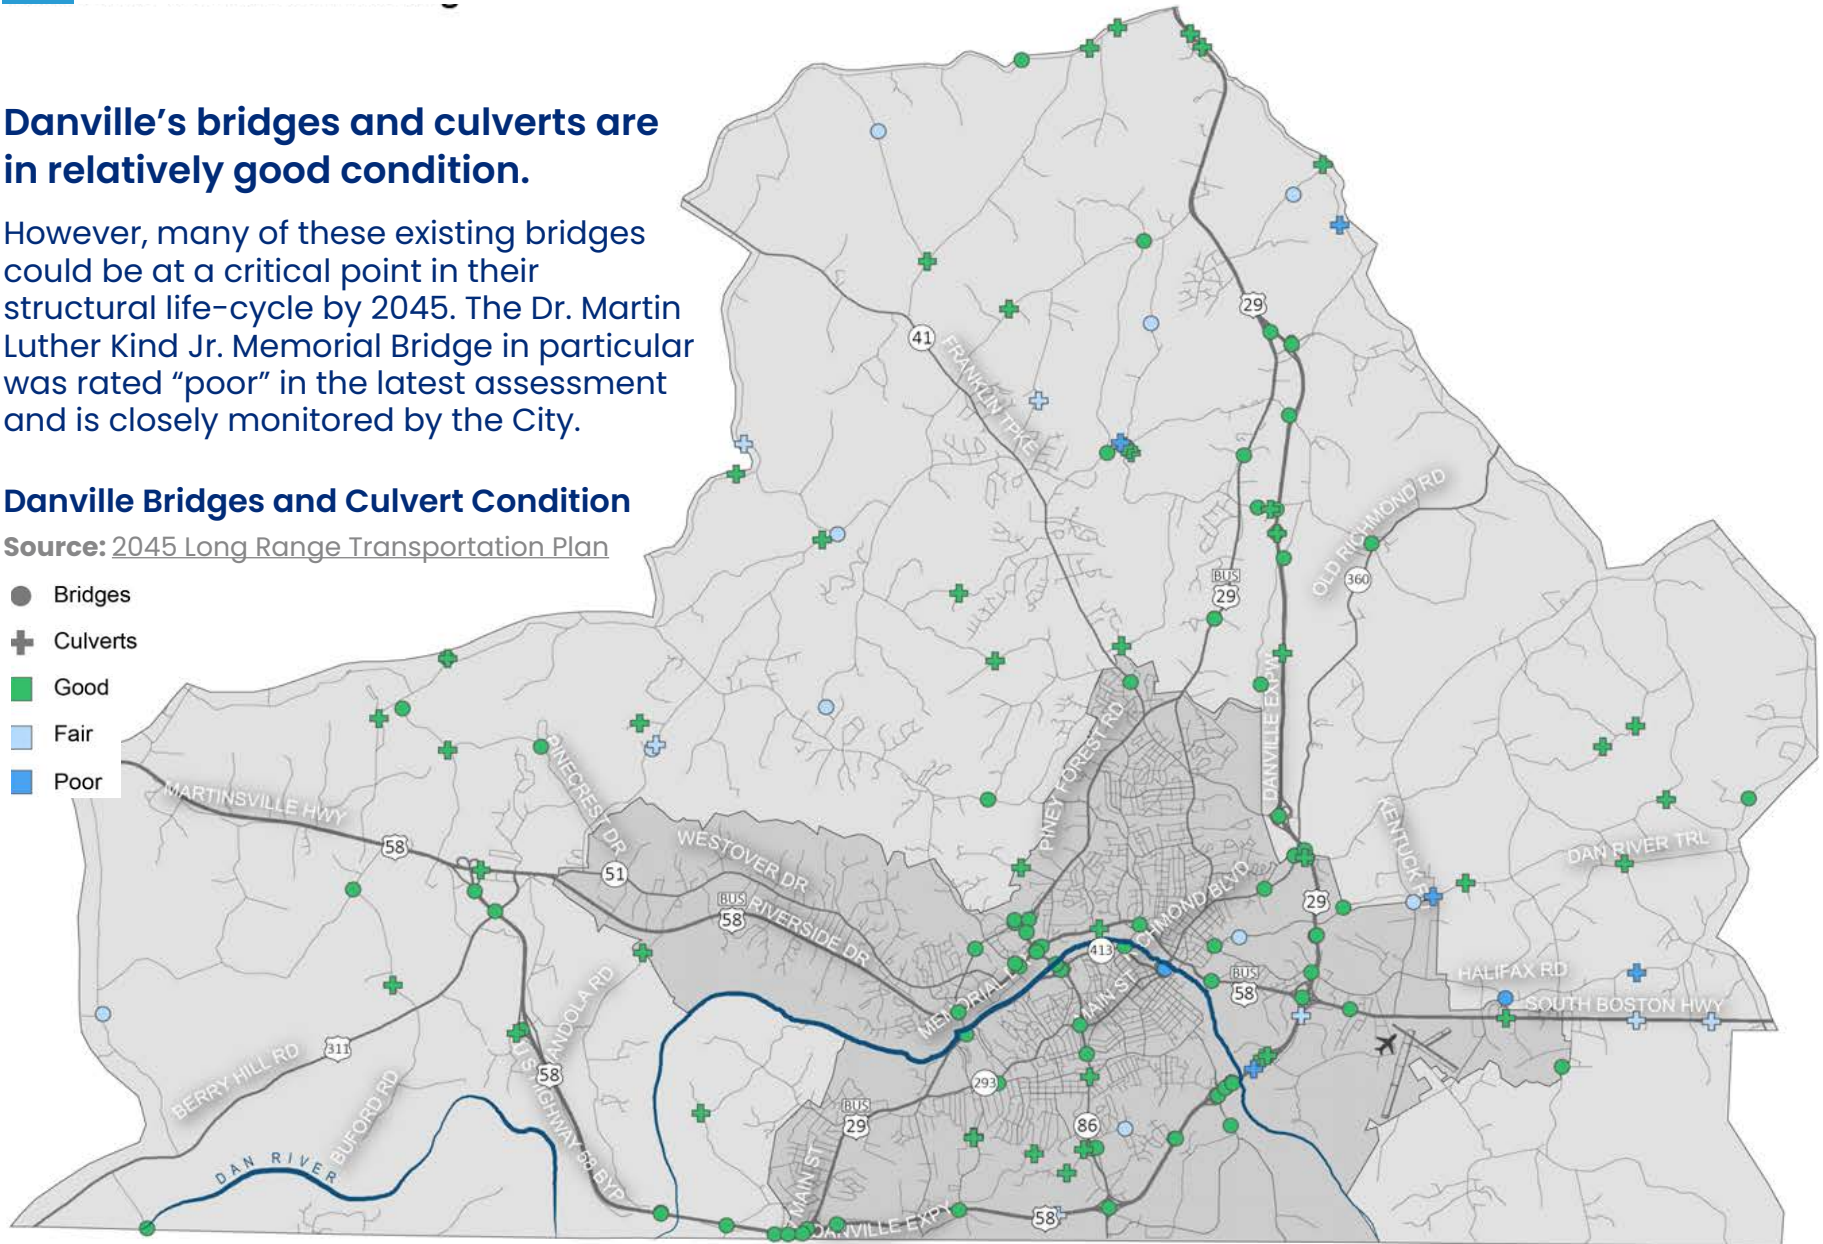 Danville's bridges and culverts are
in relatively good condition.
However, many of these existing bridges
could be at a critical point in their
structural life-cycle by 2045. The Dr. Martin
Luther Kind Jr. Memorial Bridge in particular
was rated “poor” in the latest assessment
and is closely monitored by the City.
Danville Bridges and Culvert Condition
Source: 2045 Long Range Transportation Plan
Bridges
Culverts
Good
Fair
Poor
29
41
FRANKLIN TPKE
OLD RICHMOND RD
360
BUS
29
DANVILLE EXPY
PINEY FOREST RD
PINECREST DR
MARTINSVILLE HWY
58
51
WESTOVER DR
BUS
58
RIVERSIDE DR
KENTUCK R
DAN RIVER TRL
29
RICHMOND BLVD
413
MEMORIAL
MAIN ST
BUS
58
HALIFAX RD
SOUTH BOSTON HWY
MANDOLA RD
311
BERRY HILL RD
58
BUFORD RD
U S HIGHWAY 58 BYP
293
BUS
29
86
MAIN ST
DAN RIVER
DANVILLE EXPY
58